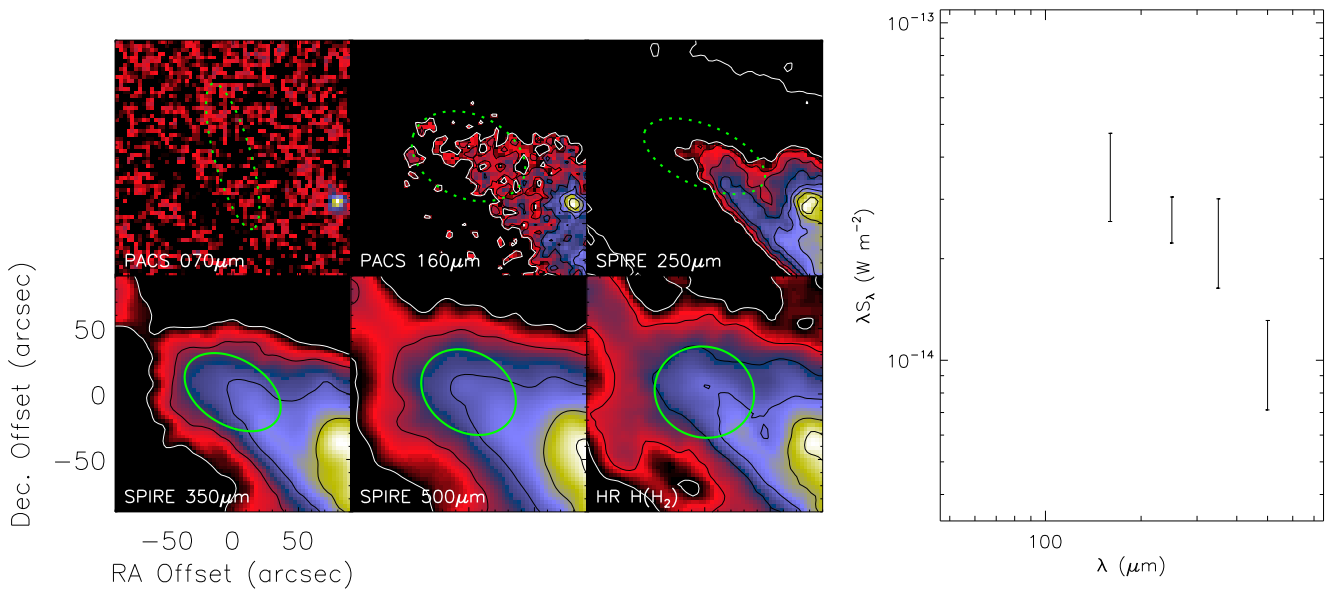 PACS 070μm
PACS 160μm
SPIRE 250μm
SPIRE 350μm
SPIRE 500μm
HR H(H₂)
Dec. Offset (arcsec)
50
0
−50
−50 0 50
RA Offset (arcsec)
10⁻¹³
10⁻¹⁴
λS_λ (W m⁻²)
100
λ (μm)